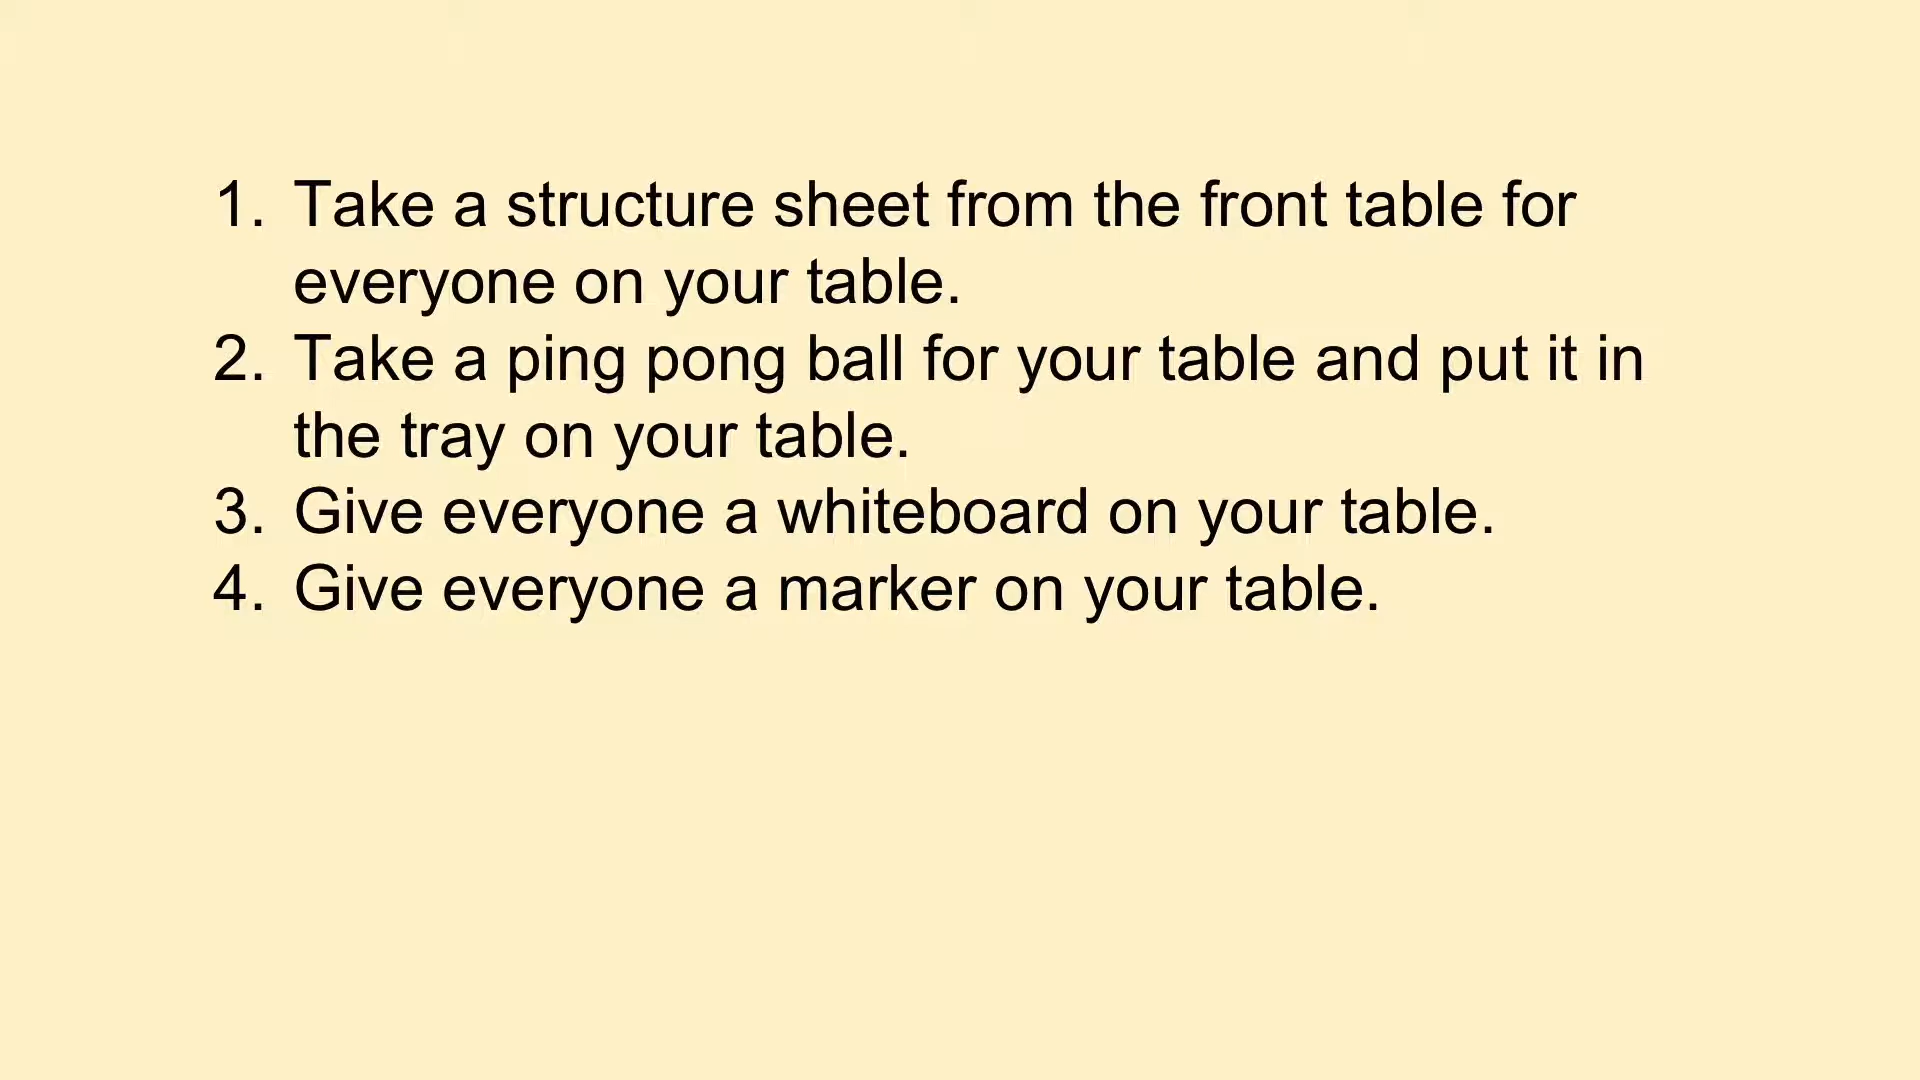 1. Take a structure sheet from the front table for
everyone on your table.
2. Take a ping pong ball for your table and put it in
the tray on your table.
3. Give everyone a whiteboard on your table.
4. Give everyone a marker on your table.